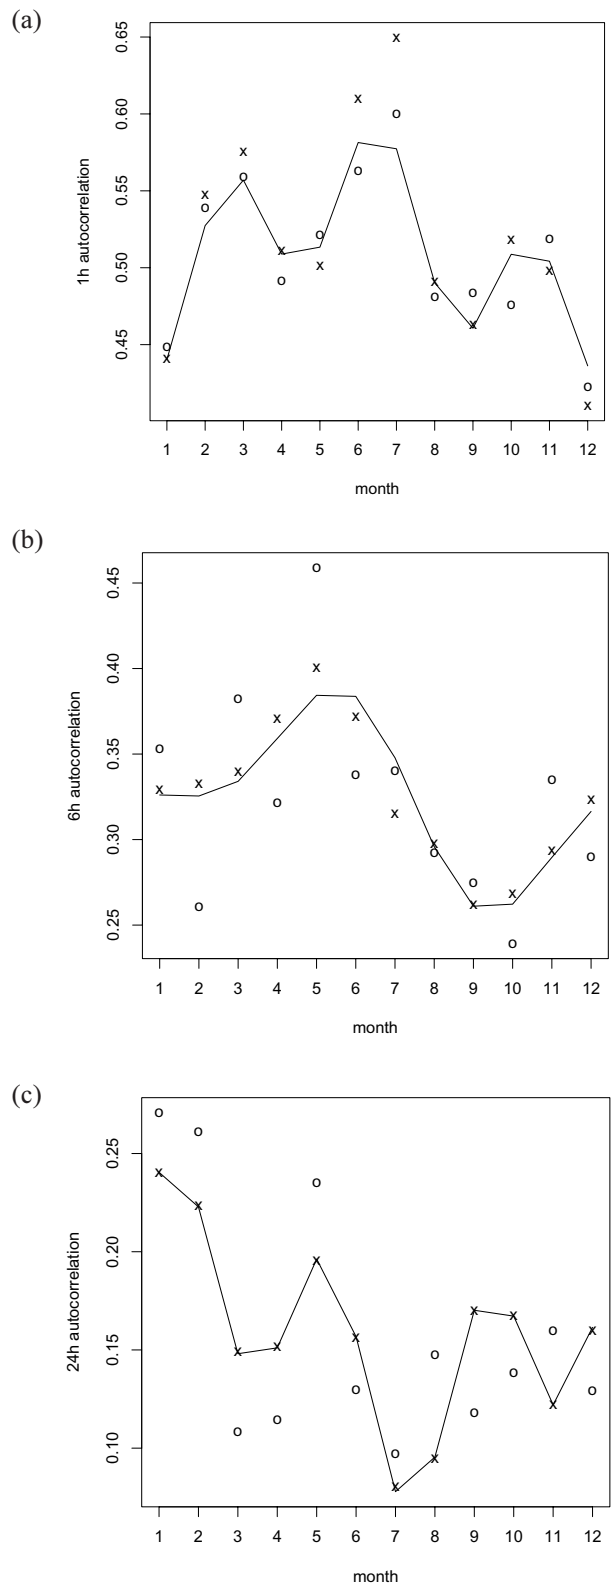 (a)
0.65
0.60
0.55
0.50
0.45
1h autocorrelation
1 2 3 4 5 6 7 8 9 10 11 12
month
(b)
0.45
0.40
0.35
0.30
0.25
6h autocorrelation
1 2 3 4 5 6 7 8 9 10 11 12
month
(c)
0.25
0.20
0.15
0.10
24h autocorrelation
1 2 3 4 5 6 7 8 9 10 11 12
month